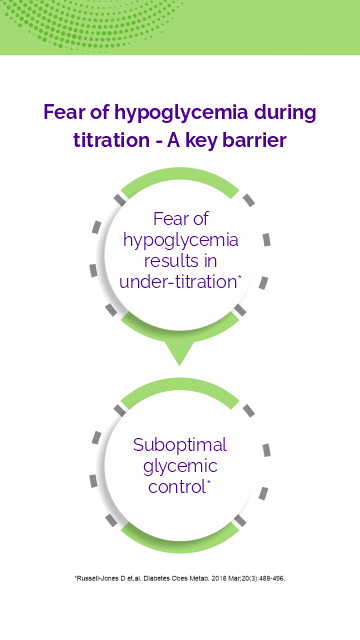 Fear of hypoglycemia during
titration - A key barrier
Fear of
hypoglycemia
results in
under-titration*
Suboptimal
glycemic
control*
*Russell-Jones D et.al. Diabetes Obes Metab. 2018 Mar;20(3):488-496.